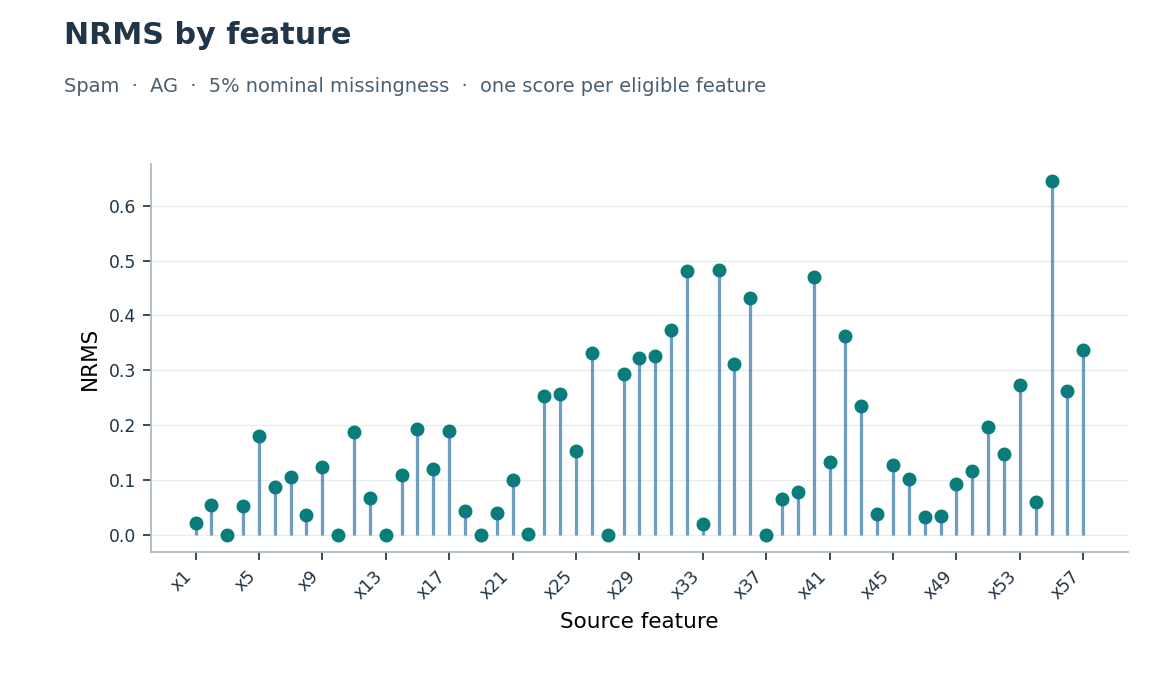 NRMS by feature
Spam · AG · 5% nominal missingness · one score per eligible feature
NRMS
0.6
0.5
0.4
0.3
0.2
0.1
0.0
x1 x5 x9 x13 x17 x21 x25 x29 x33 x37 x41 x45 x49 x53 x57
Source feature